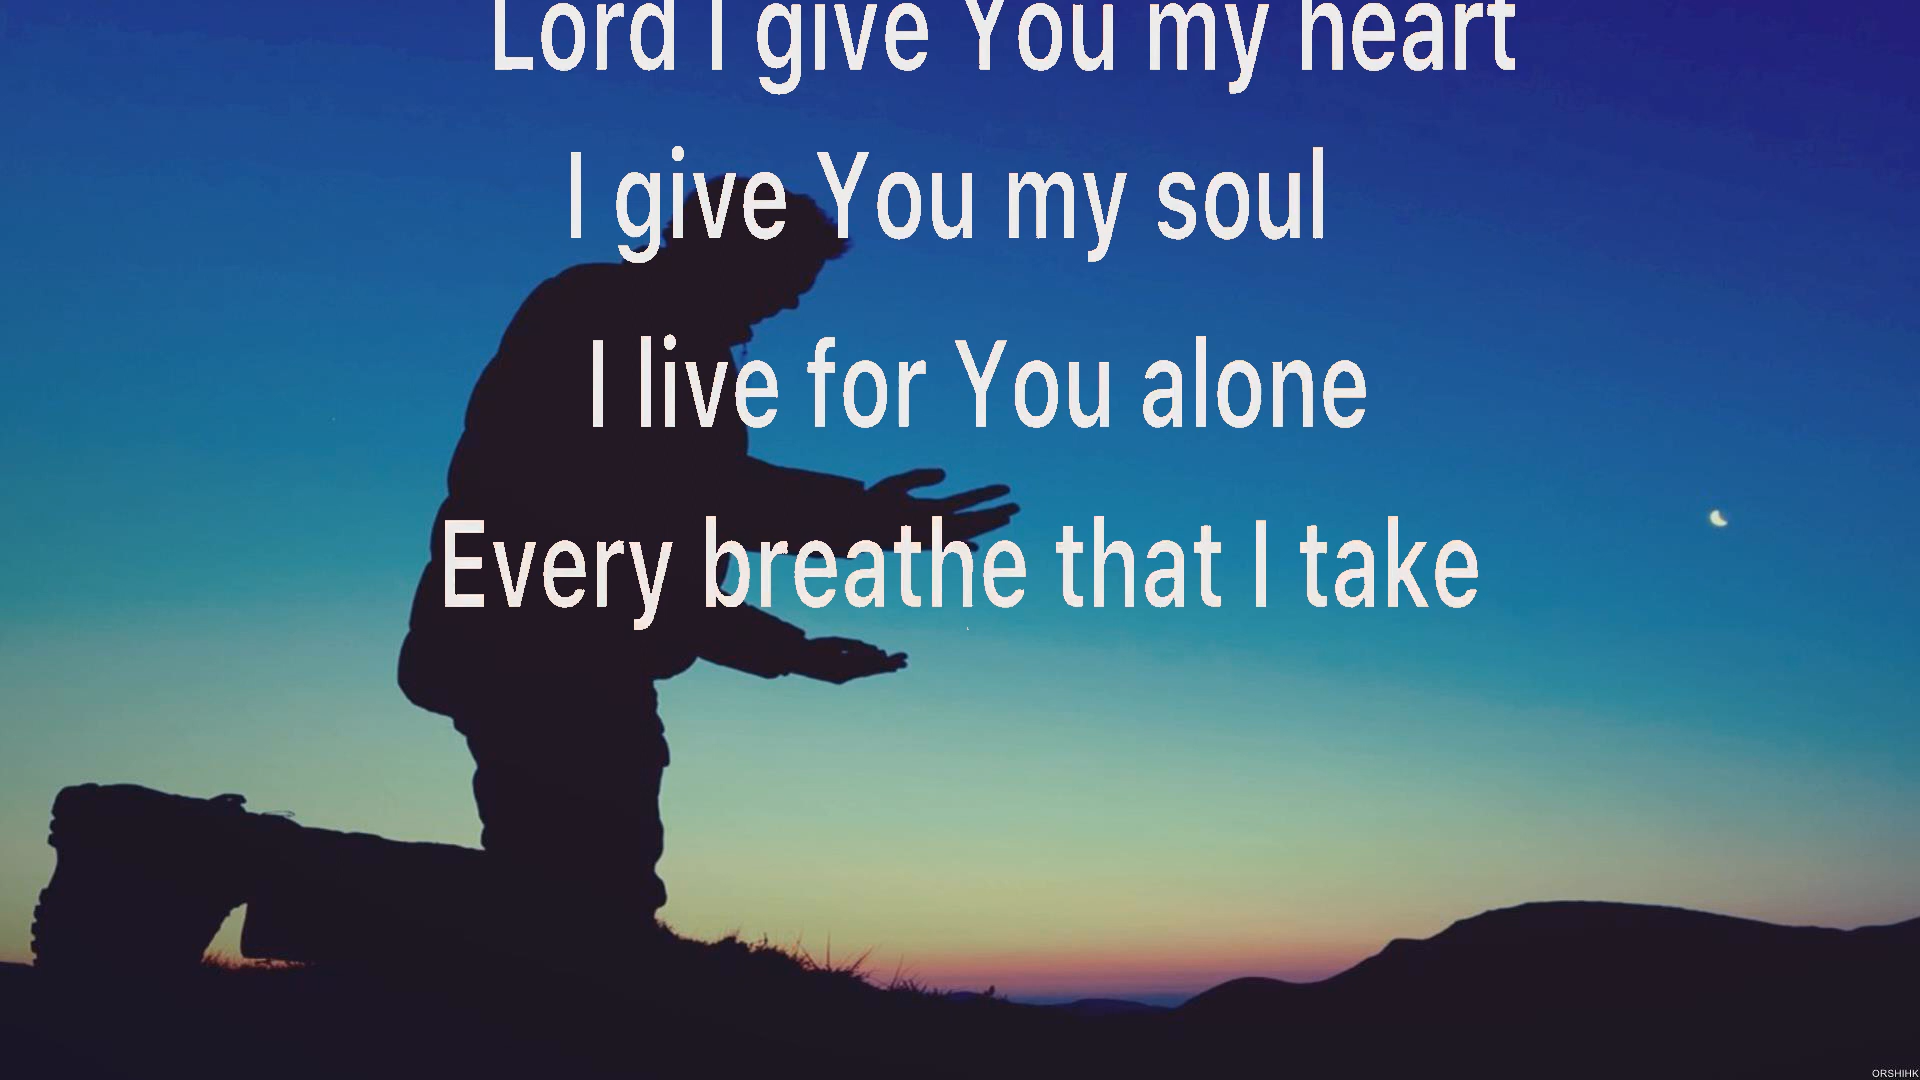 Lord I give You my heart
I give You my soul
I live for You alone
Every breathe that I take
ORSHIHK